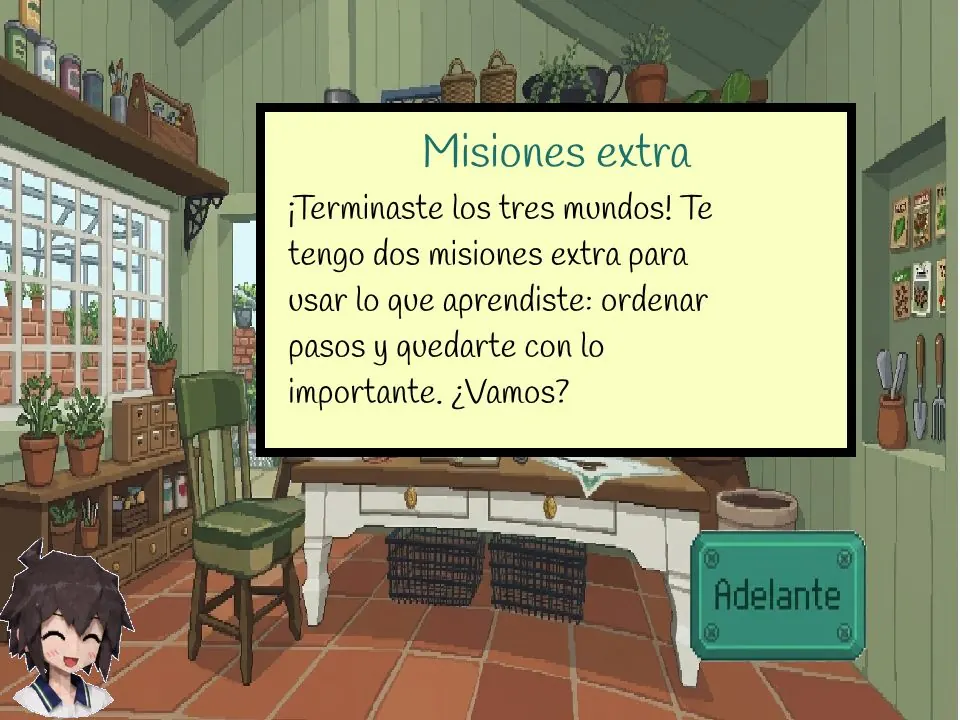 Misiones extra
¡Terminaste los tres mundos! Te
tengo dos misiones extra para
usar lo que aprendiste: ordenar
pasos y quedarte con lo
importante. ¿Vamos?
Adelante